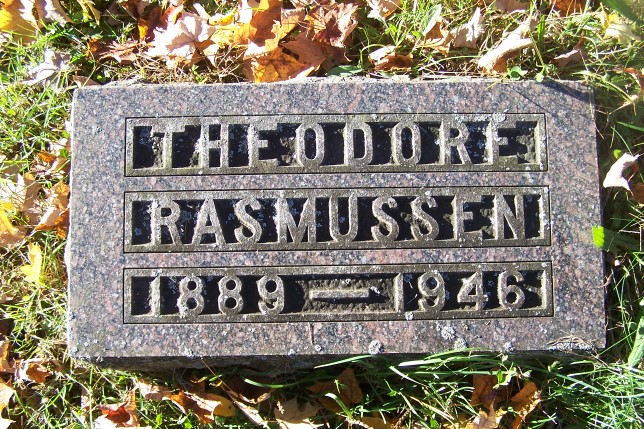 THEODORE
RASMUSSEN
1889 — 1946